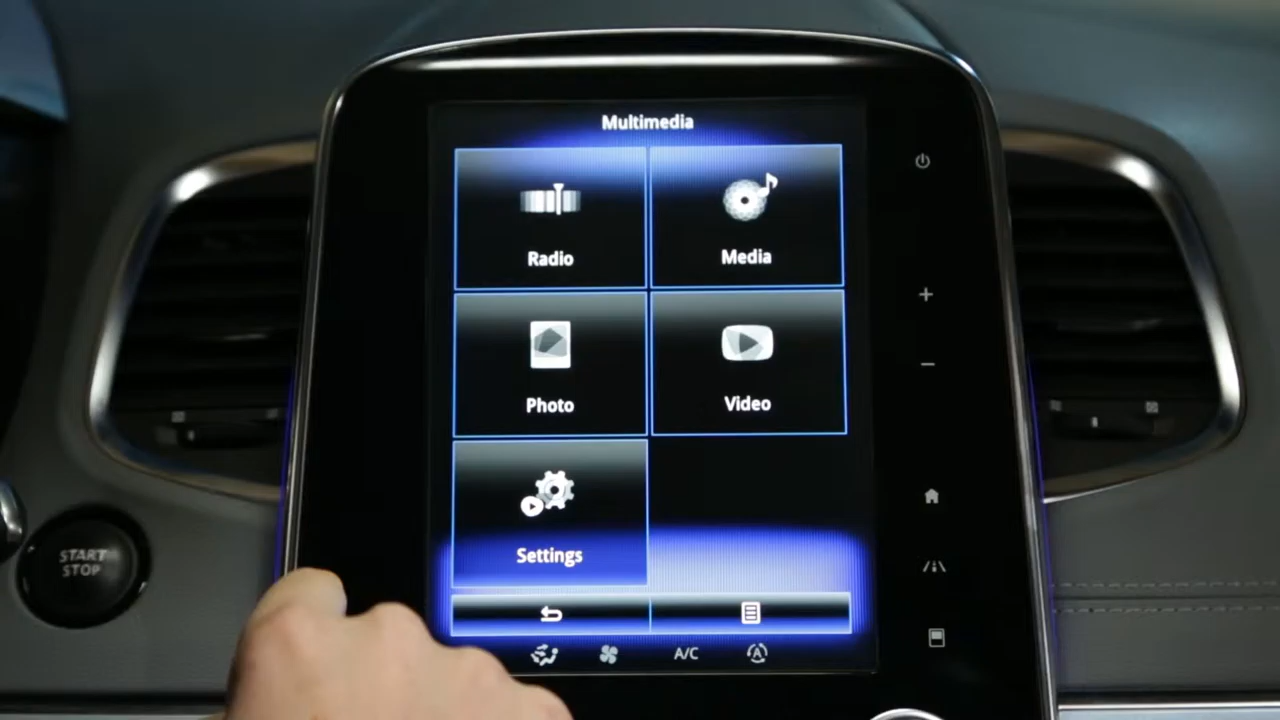 Multimedia
Radio
Media
Photo
Video
Settings
START
STOP
A/C
A